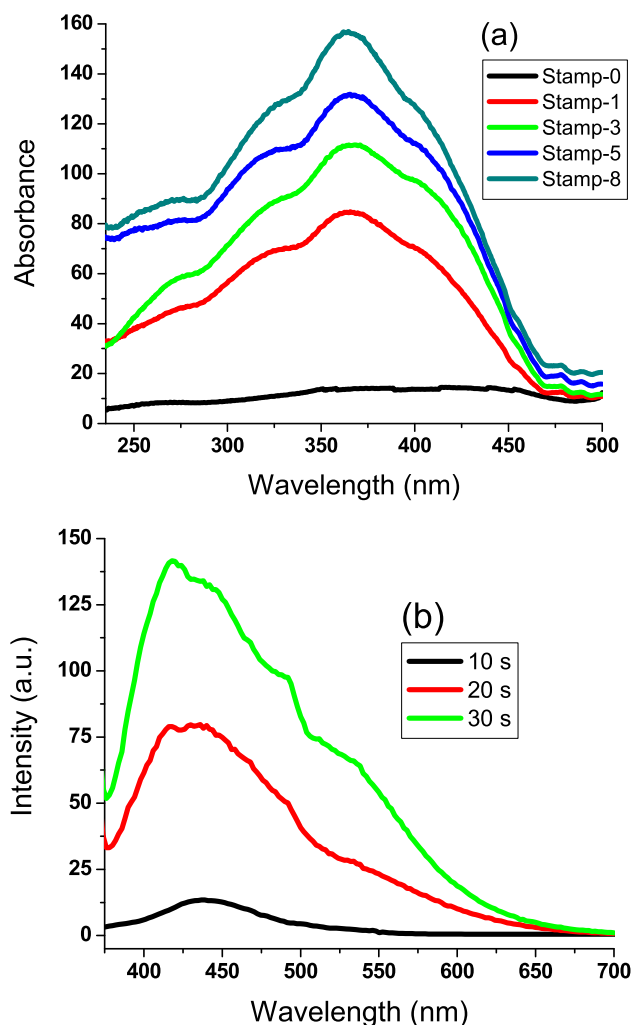 (a)
Stamp-0
Stamp-1
Stamp-3
Stamp-5
Stamp-8
Absorbance
160
140
120
100
80
60
40
20
0
250 300 350 400 450 500
Wavelength (nm)
(b)
10 s
20 s
30 s
Intensity (a.u.)
150
125
100
75
50
25
0
400 450 500 550 600 650 700
Wavelength (nm)